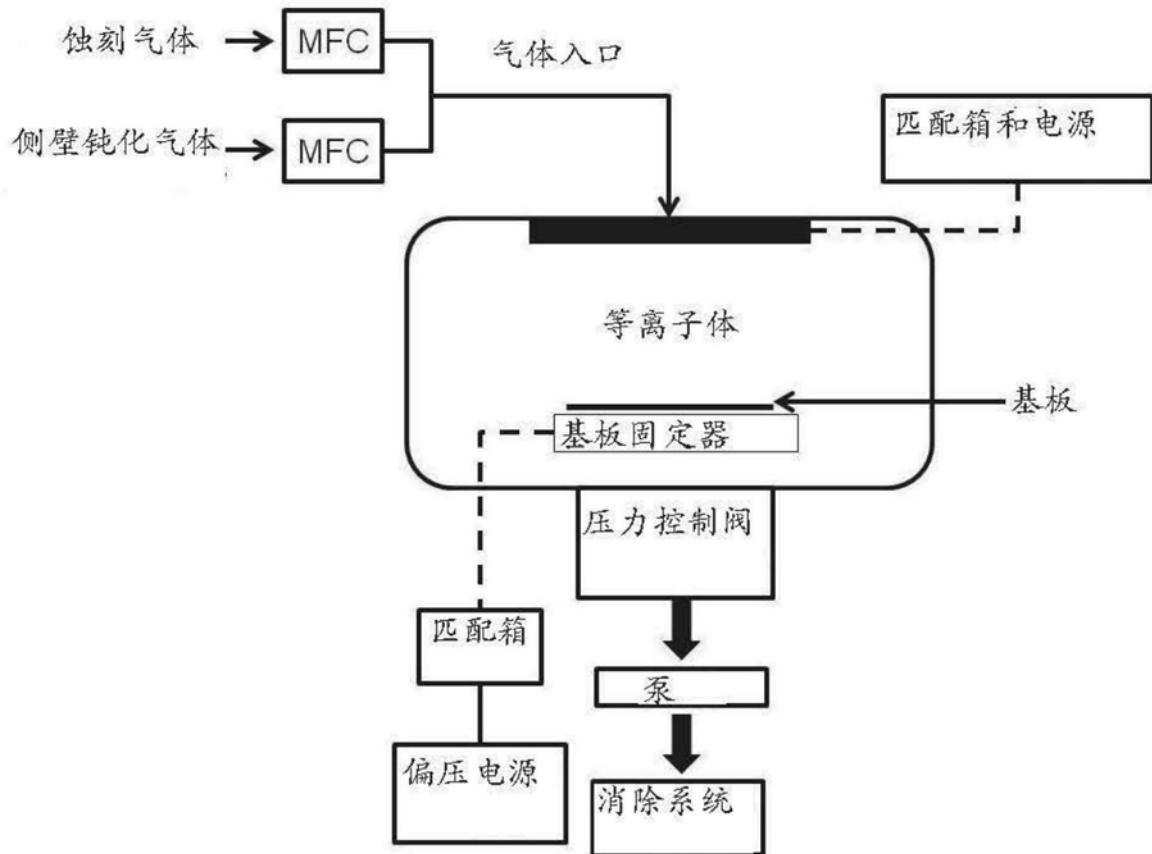 蚀刻气体
MFC
气体入口
侧壁钝化气体
MFC
匹配箱和电源
等离子体
基板
基板固定器
压力控制阀
匹配箱
泵
偏压电源
消除系统